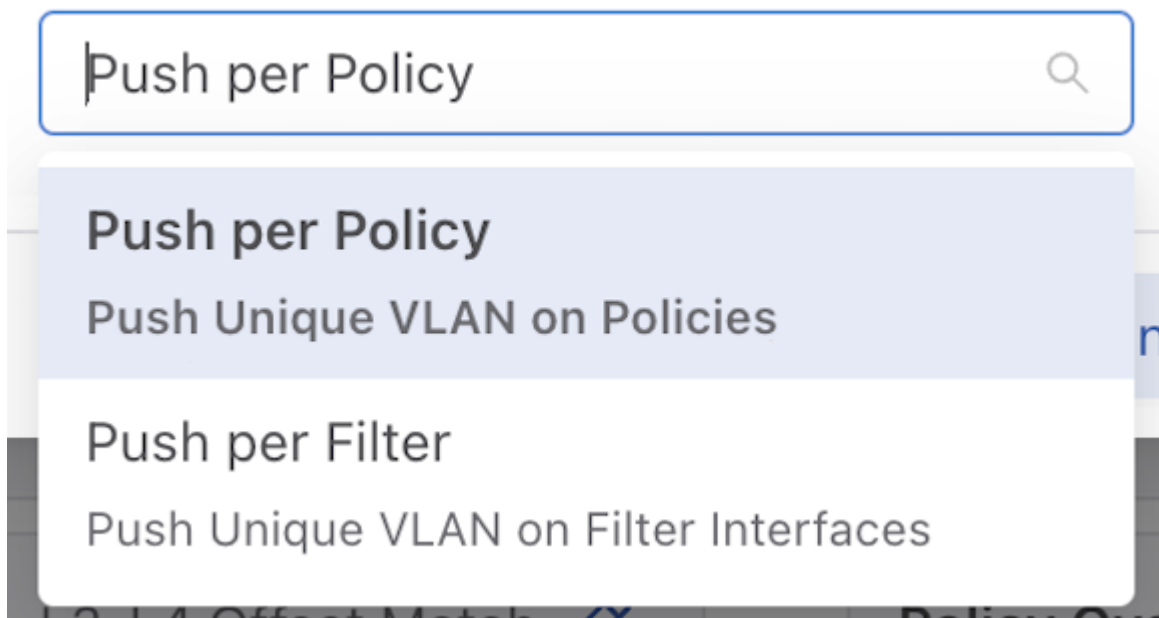 Push per Policy
Push per Policy
Push Unique VLAN on Policies
Push per Filter
Push Unique VLAN on Filter Interfaces